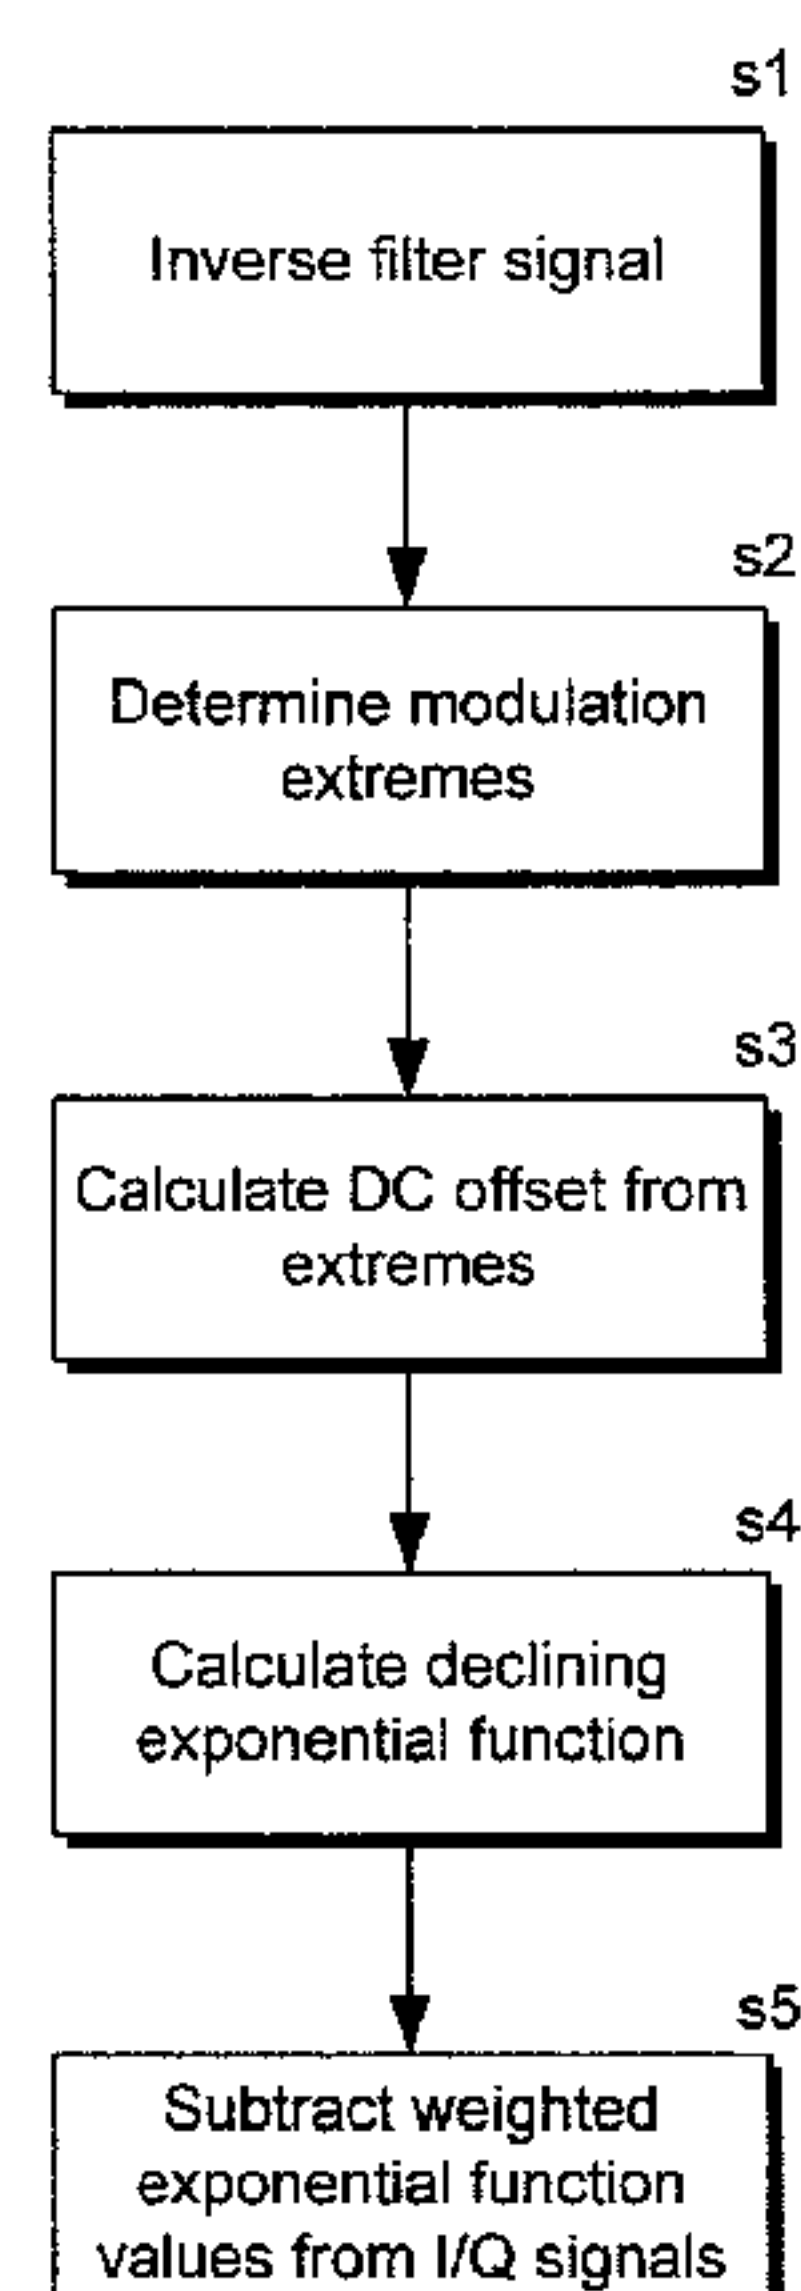 s1
Inverse filter signal
s2
Determine modulation
extremes
s3
Calculate DC offset from
extremes
s4
Calculate declining
exponential function
s5
Subtract weighted
exponential function
values from I/Q signals